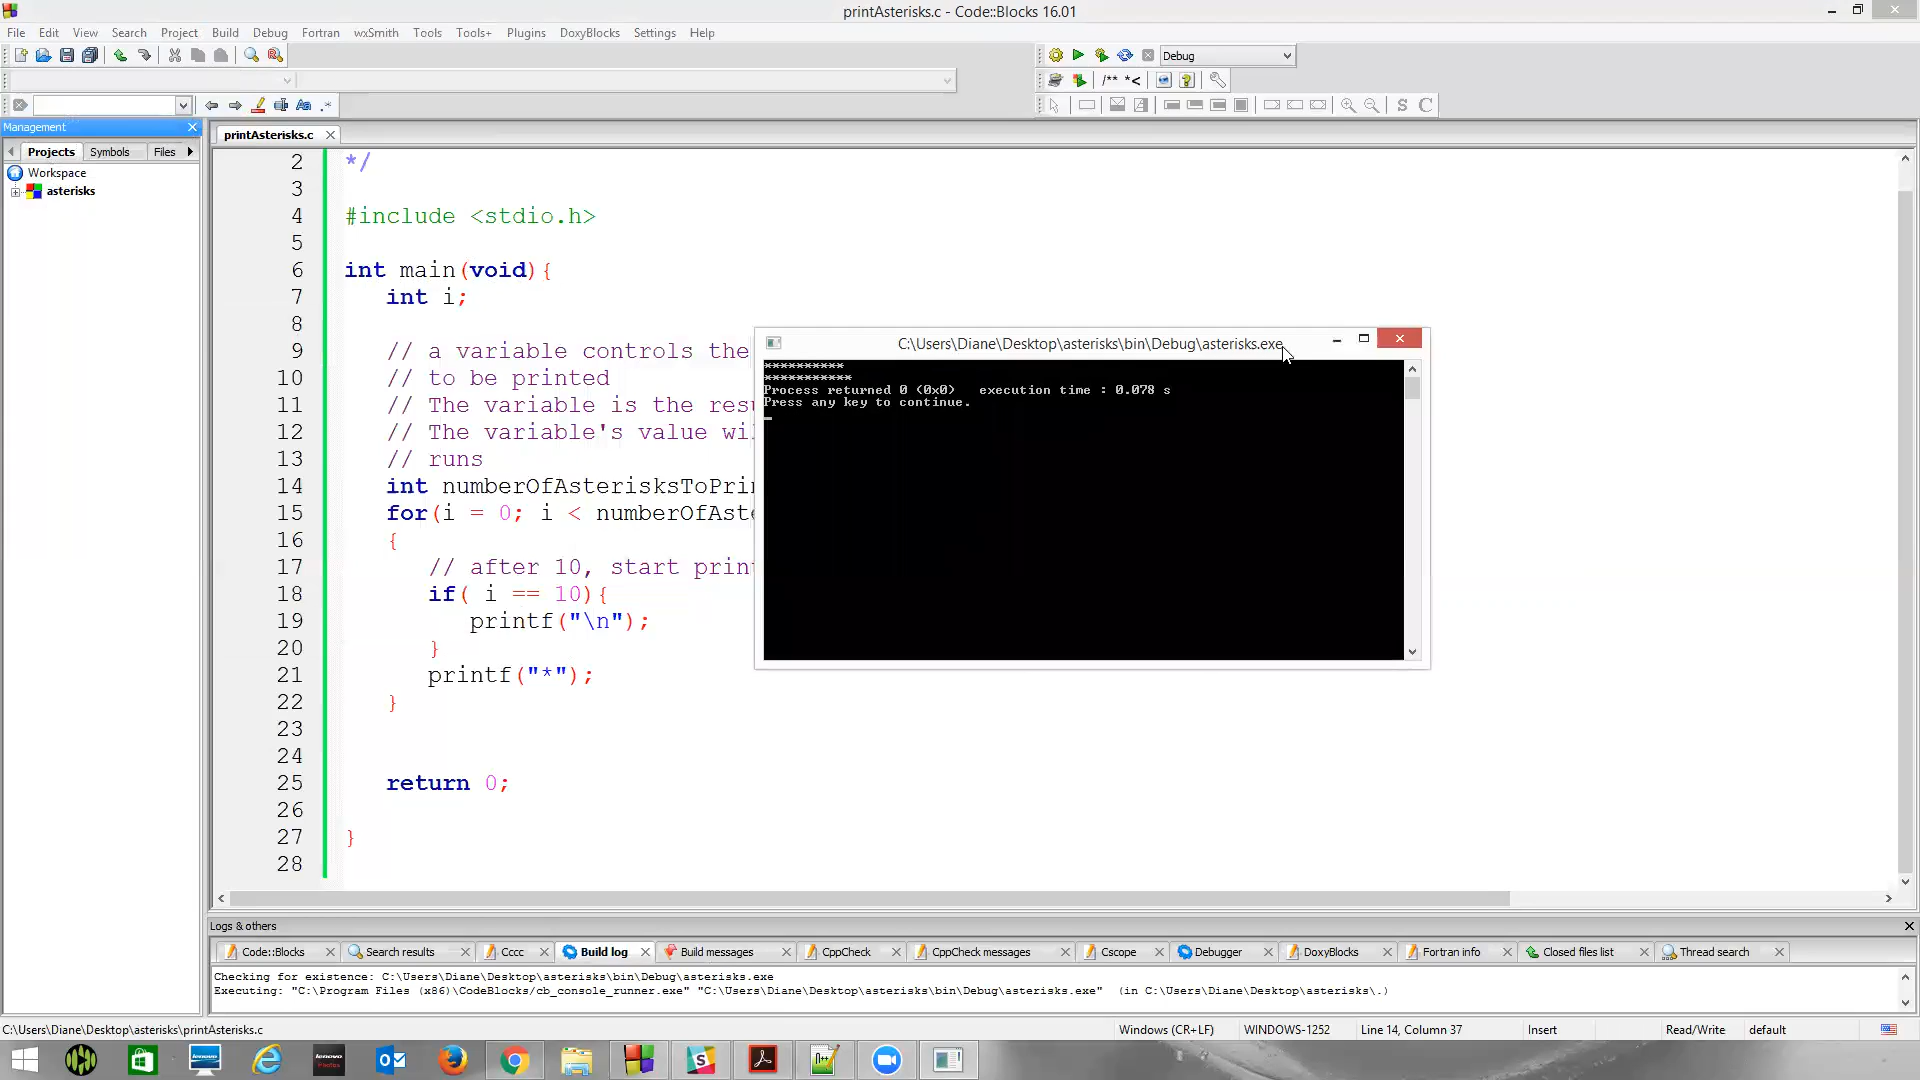 printAsterisks.c - Code::Blocks 16.01
File Edit View Search Project Build Debug Fortran wxSmith Tools Tools+ Plugins DoxyBlocks Settings Help
Debug
/** *<
Aa .*
S C
Management
printAsterisks.c
Projects Symbols Files
Workspace
asterisks
2 */
3
4 #include <stdio.h>
5
6 int main(void){
7 int i;
8
9 // a variable controls the
10 // to be printed
11 // The variable is the resu
12 // The variable's value wil
13 // runs
14 int numberOfAsterisksToPrin
15 for(i = 0; i < numberOfAste
16 {
17 // after 10, start print
18 if( i == 10){
19 printf("\n");
20 }
21 printf("*");
22 }
23
24
25 return 0;
26
27 }
28
C:\Users\Diane\Desktop\asterisks\bin\Debug\asterisks.exe
**********
***********
Process returned 0 (0x0) execution time : 0.078 s
Press any key to continue.
Logs & others
Code::Blocks Search results Cccc Build log Build messages CppCheck CppCheck messages Cscope Debugger DoxyBlocks Fortran info Closed files list Thread search
Checking for existence: C:\Users\Diane\Desktop\asterisks\bin\Debug\asterisks.exe
Executing: "C:\Program Files (x86)\CodeBlocks/cb_console_runner.exe" "C:\Users\Diane\Desktop\asterisks\bin\Debug\asterisks.exe" (in C:\Users\Diane\Desktop\asterisks\.)
C:\Users\Diane\Desktop\asterisks\printAsterisks.c Windows (CR+LF) WINDOWS-1252 Line 14, Column 37 Insert Read/Write default